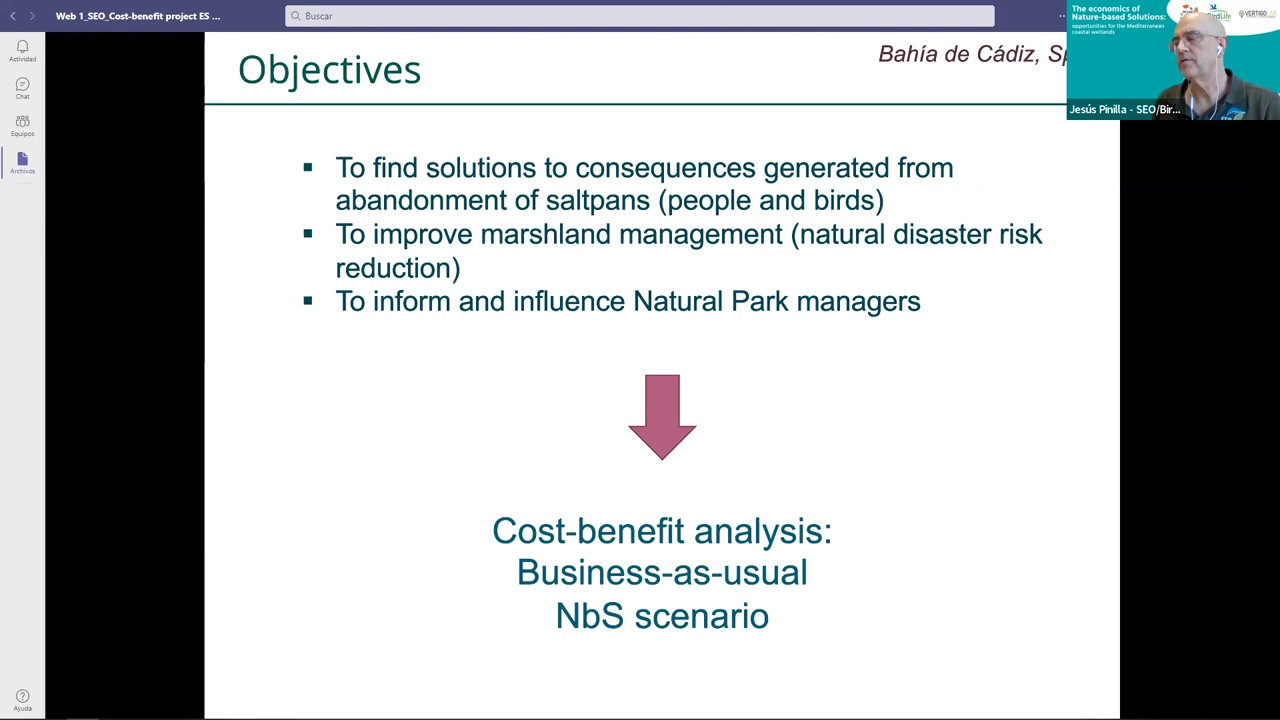 Web 1_SEO_Cost-benefit project ES ...
Buscar
...
Actividad
Chat
Equipos
Archivos
Ayuda
Objectives
Bahía de Cádiz, Sp
The economics of
Nature-based Solutions:
opportunities for the Mediterranean
coastal wetlands
BirdLife
VERTIGOLAB
Jesús Pinilla - SEO/Bir...
▪ To find solutions to consequences generated from
abandonment of saltpans (people and birds)
▪ To improve marshland management (natural disaster risk
reduction)
▪ To inform and influence Natural Park managers
Cost-benefit analysis:
Business-as-usual
NbS scenario